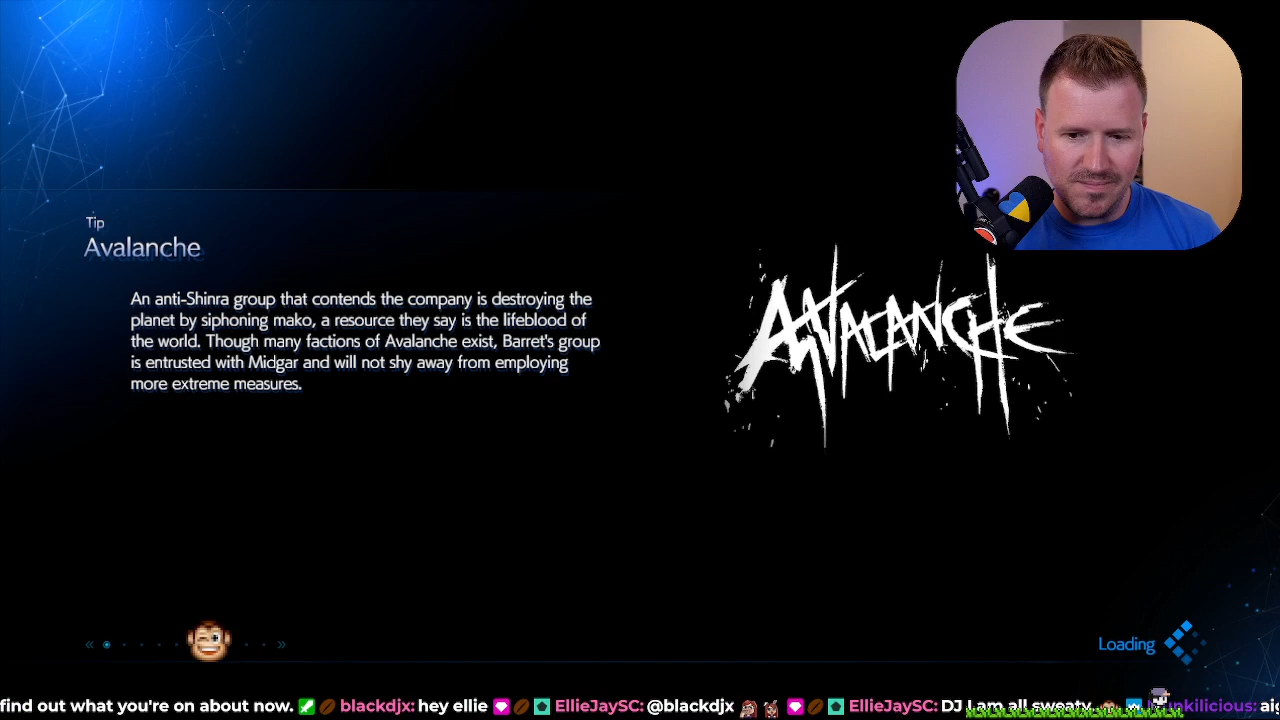 Tip
Avalanche
An anti-Shinra group that contends the company is destroying the
planet by siphoning mako, a resource they say is the lifeblood of
the world. Though many factions of Avalanche exist, Barret's group
is entrusted with Midgar and will not shy away from employing
more extreme measures.
AVALANCHE
Loading
find out what you're on about now. blackdjx: hey ellie EllieJaySC: @blackdjx EllieJaySC: DJ I am all sweaty. inkilicious: